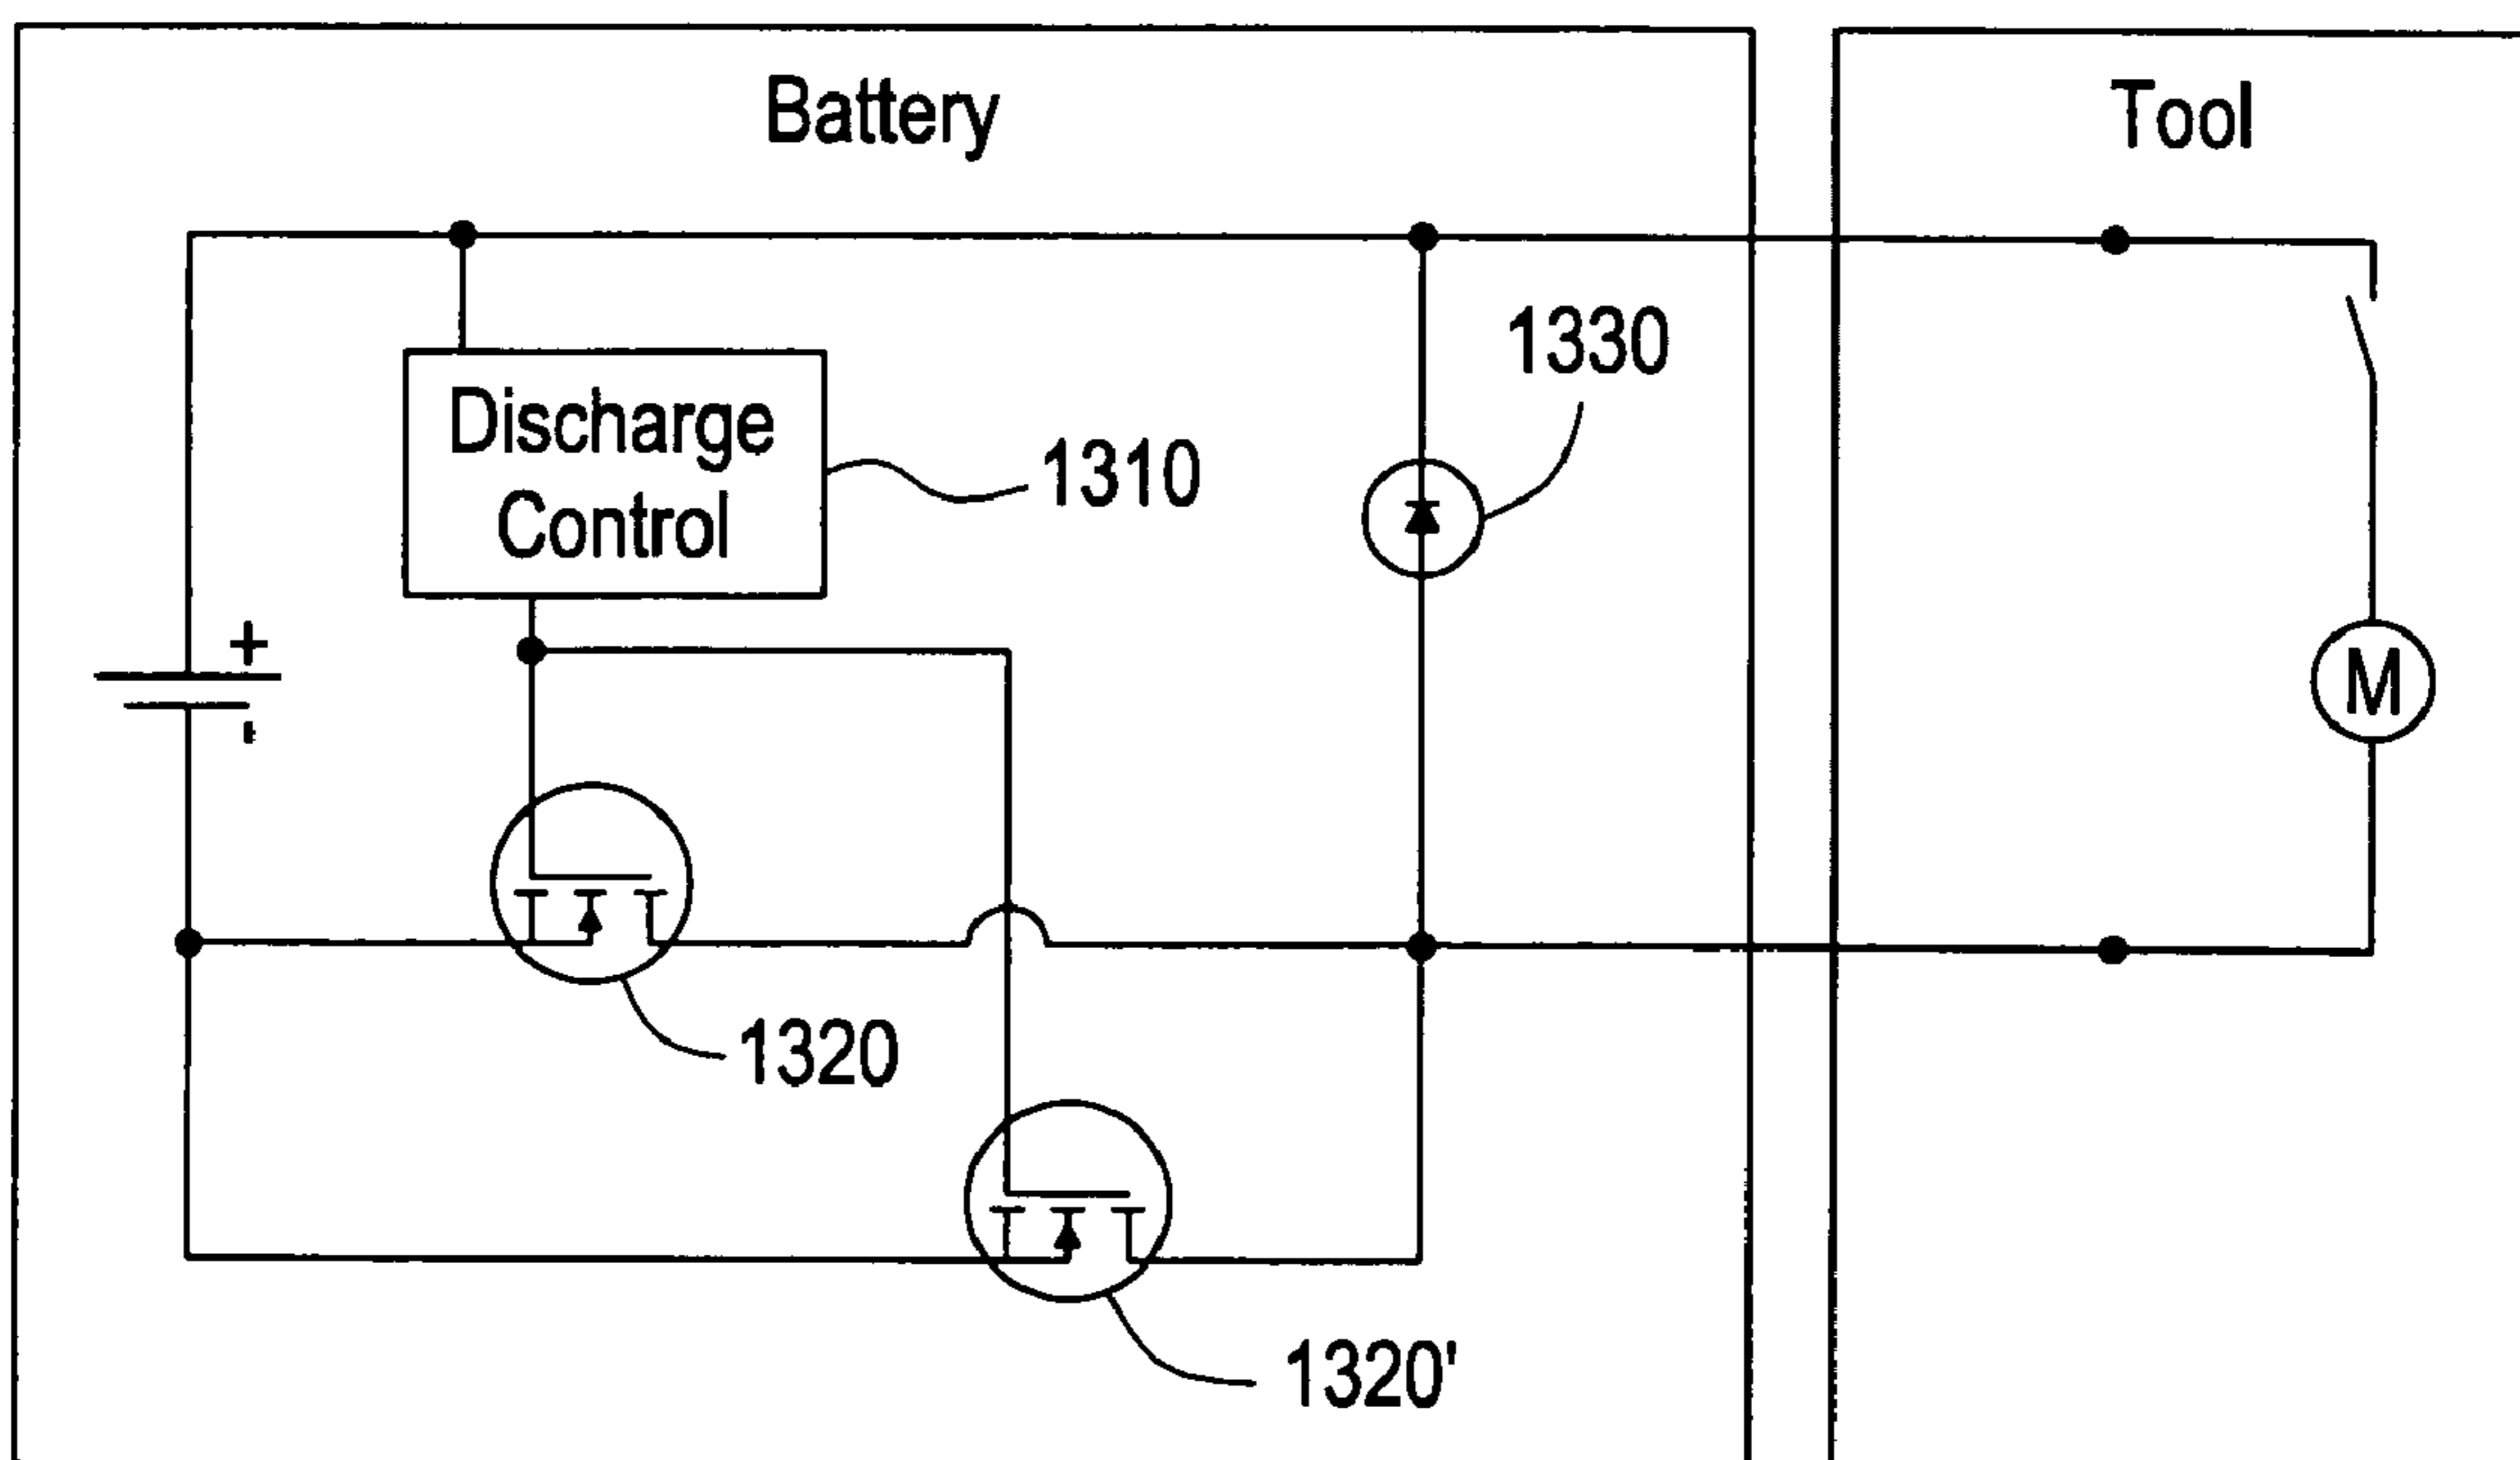 Battery
Tool
1330
Discharge
Control
1310
+
-
M
1320
1320'